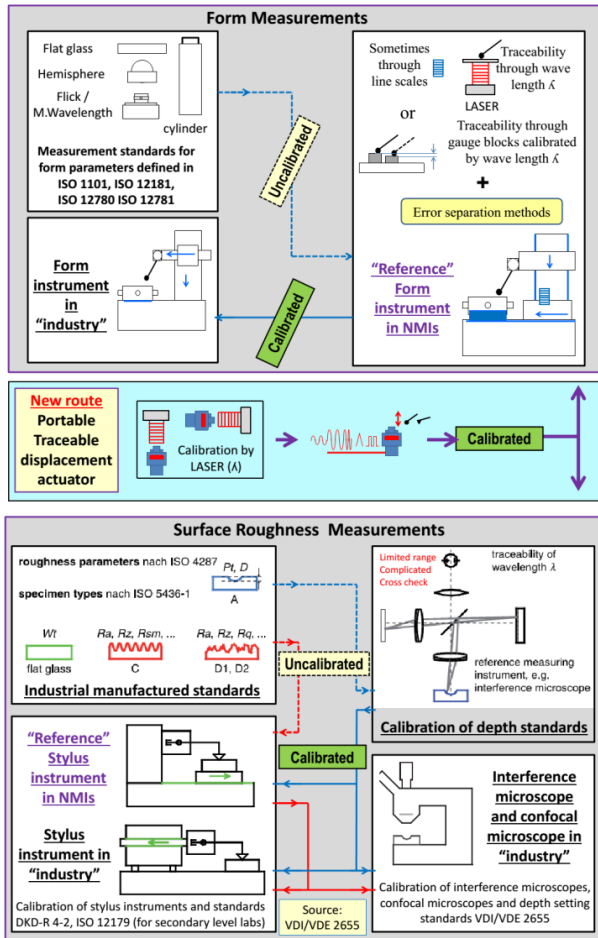 Form Measurements
Flat glass
Hemisphere
Flick /
M.Wavelength
cylinder
Measurement standards for
form parameters defined in
ISO 1101, ISO 12181,
ISO 12780 ISO 12781
Uncalibrated
Sometimes
through
line scales
Traceability
through wave
length ʎ
LASER
or
Traceability through
gauge blocks calibrated
by wave length ʎ
+
Error separation methods
Form
instrument
in
“industry”
Calibrated
“Reference”
Form
instrument
in NMIs
New route
Portable
Traceable
displacement
actuator
Calibration by
LASER (ʎ)
Calibrated
Surface Roughness Measurements
roughness parameters nach ISO 4287
Pt, D
specimen types nach ISO 5436-1
A
Wt
Ra, Rz, Rsm, ...
Ra, Rz, Rq, ...
flat glass
C
D1, D2
Industrial manufactured standards
Uncalibrated
Limited range
Complicated
Cross check
traceability of
wavelength λ
reference measuring
instrument, e.g.
interference microscope
Calibration of depth standards
“Reference”
Stylus
instrument
in NMIs
Calibrated
Stylus
instrument in
“industry”
Calibration of stylus instruments and standards
DKD-R 4-2, ISO 12179 (for secondary level labs)
Source:
VDI/VDE 2655
Interference
microscope
and confocal
microscope in
“industry”
Calibration of interference microscopes,
confocal microscopes and depth setting
standards VDI/VDE 2655